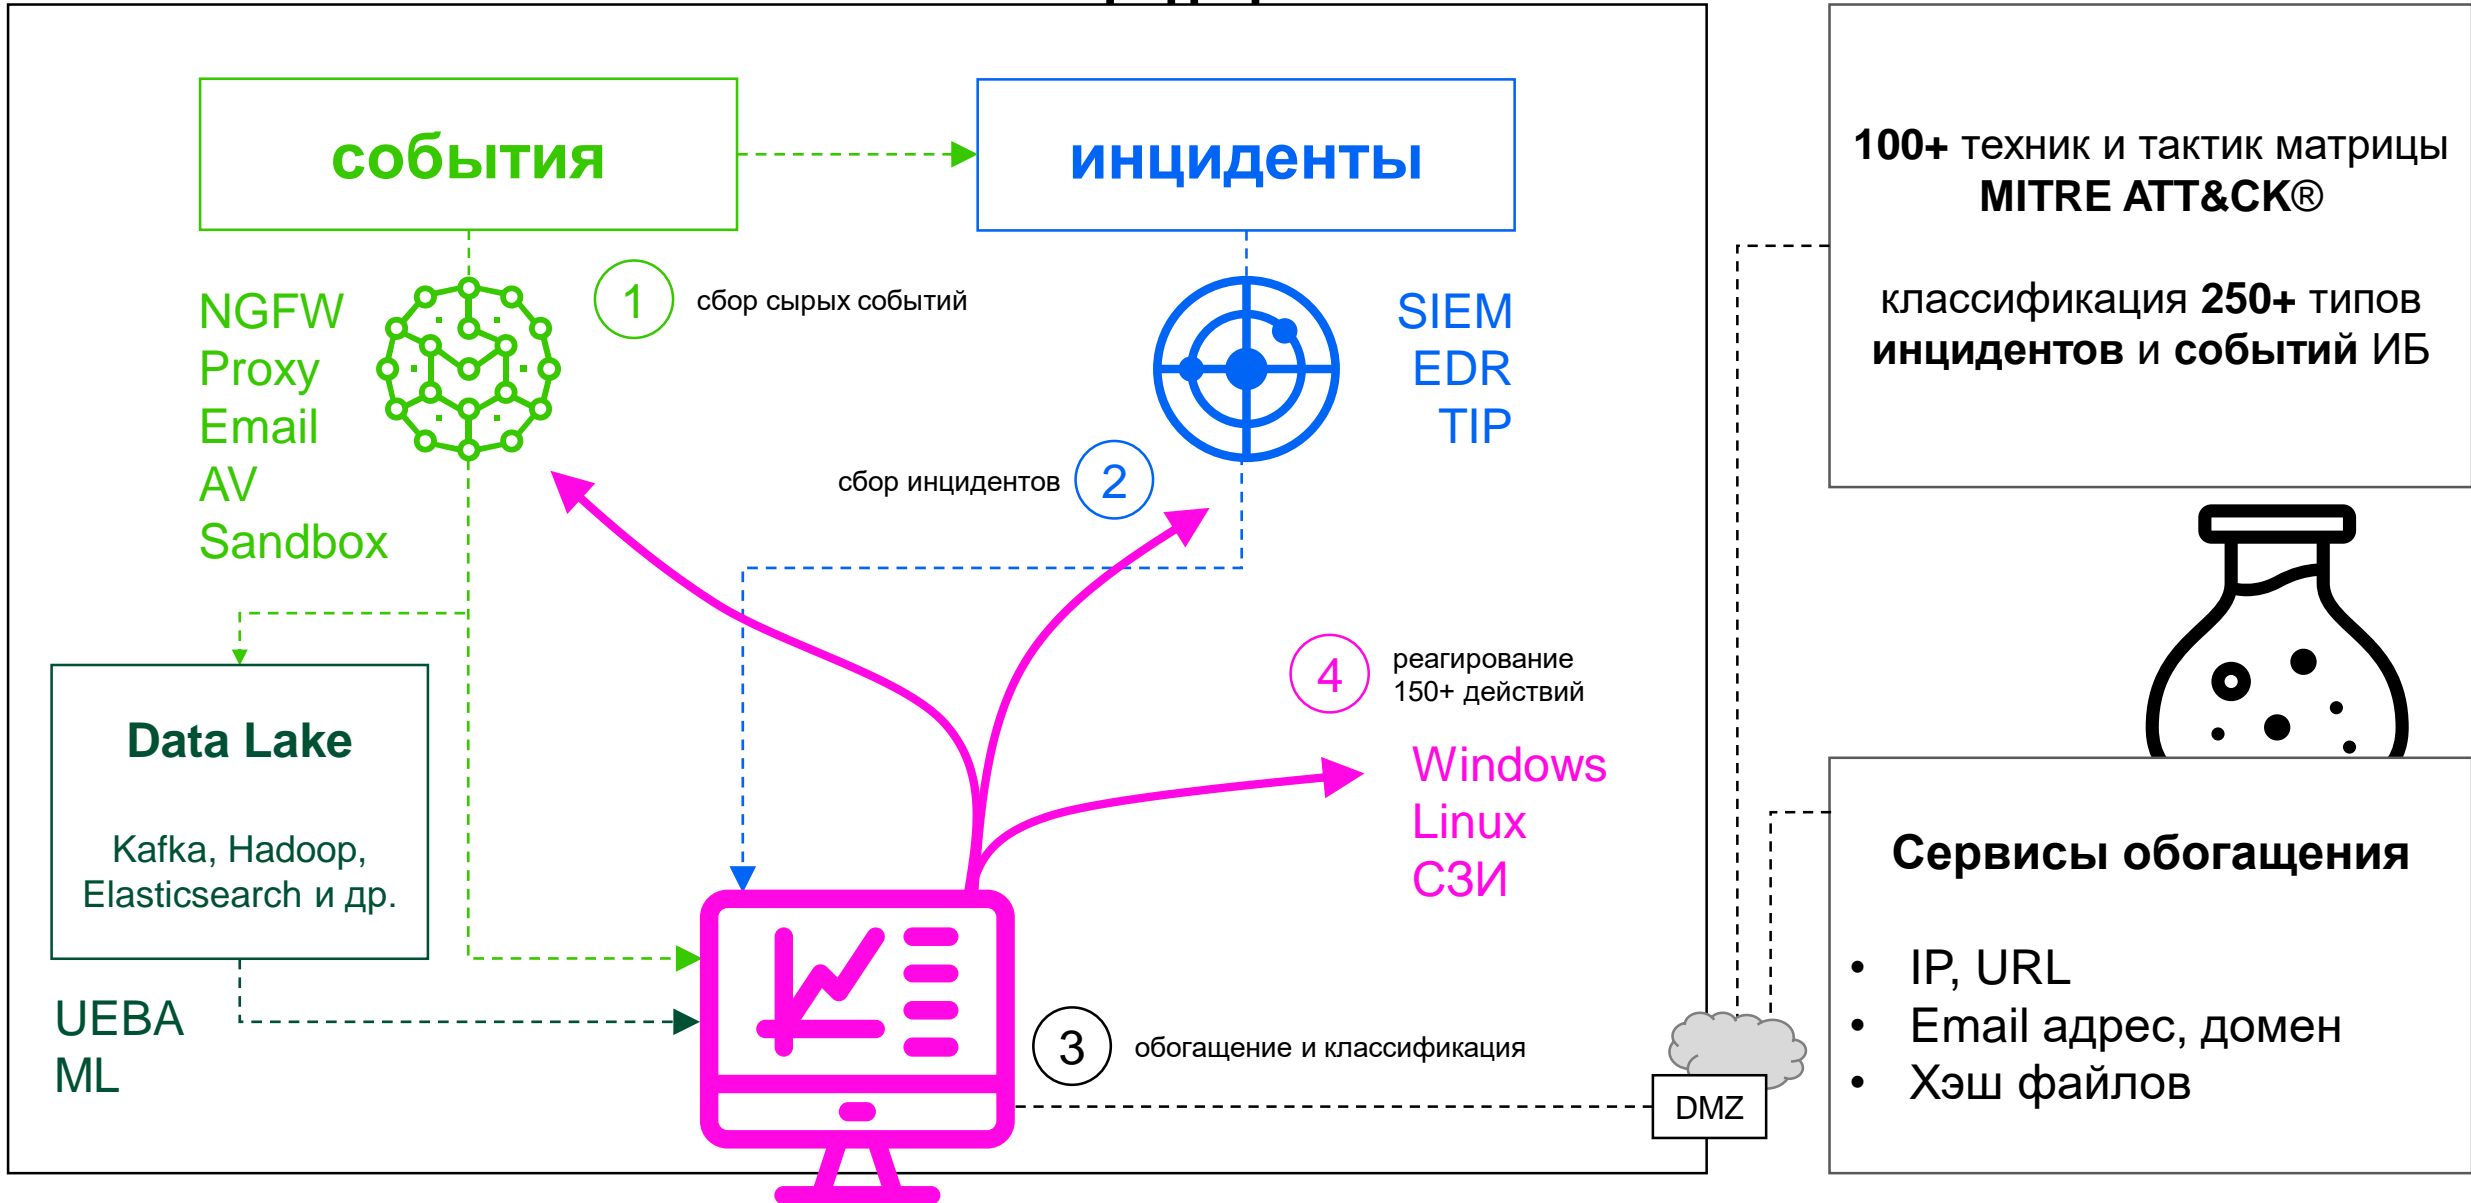 события
инциденты
NGFW
Proxy
Email
AV
Sandbox
1
сбор сырых событий
SIEM
EDR
TIP
сбор инцидентов
2
4
реагирование
150+ действий
Windows
Linux
СЗИ
Data Lake
Kafka, Hadoop,
Elasticsearch и др.
UEBA
ML
3
обогащение и классификация
DMZ
100+ техник и тактик матрицы
MITRE ATT&CK®
классификация 250+ типов
инцидентов и событий ИБ
Сервисы обогащения
• IP, URL
• Email адрес, домен
• Хэш файлов